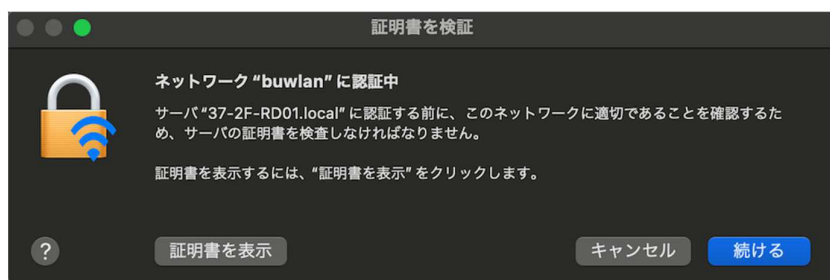 証明書を検証
ネットワーク“buwlan”に認証中
サーバ“37-2F-RD01.local”に認証する前に、このネットワークに適切であることを確認するた
め、サーバの証明書を検査しなければなりません。
証明書を表示するには、“証明書を表示”をクリックします。
?
証明書を表示
キャンセル
続ける